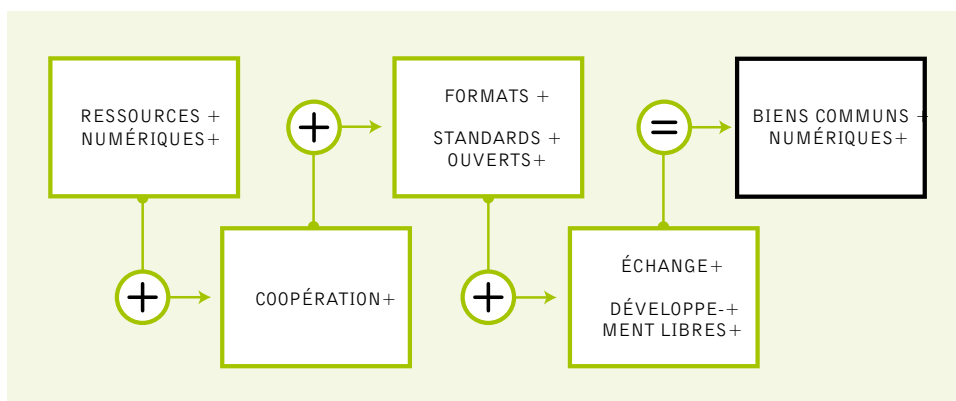 RESSOURCES +
NUMÉRIQUES+
+
COOPÉRATION+
+
FORMATS +
STANDARDS +
OUVERTS+
+
ÉCHANGE+
DÉVELOPPE-+
MENT LIBRES+
=
BIENS COMMUNS +
NUMÉRIQUES+